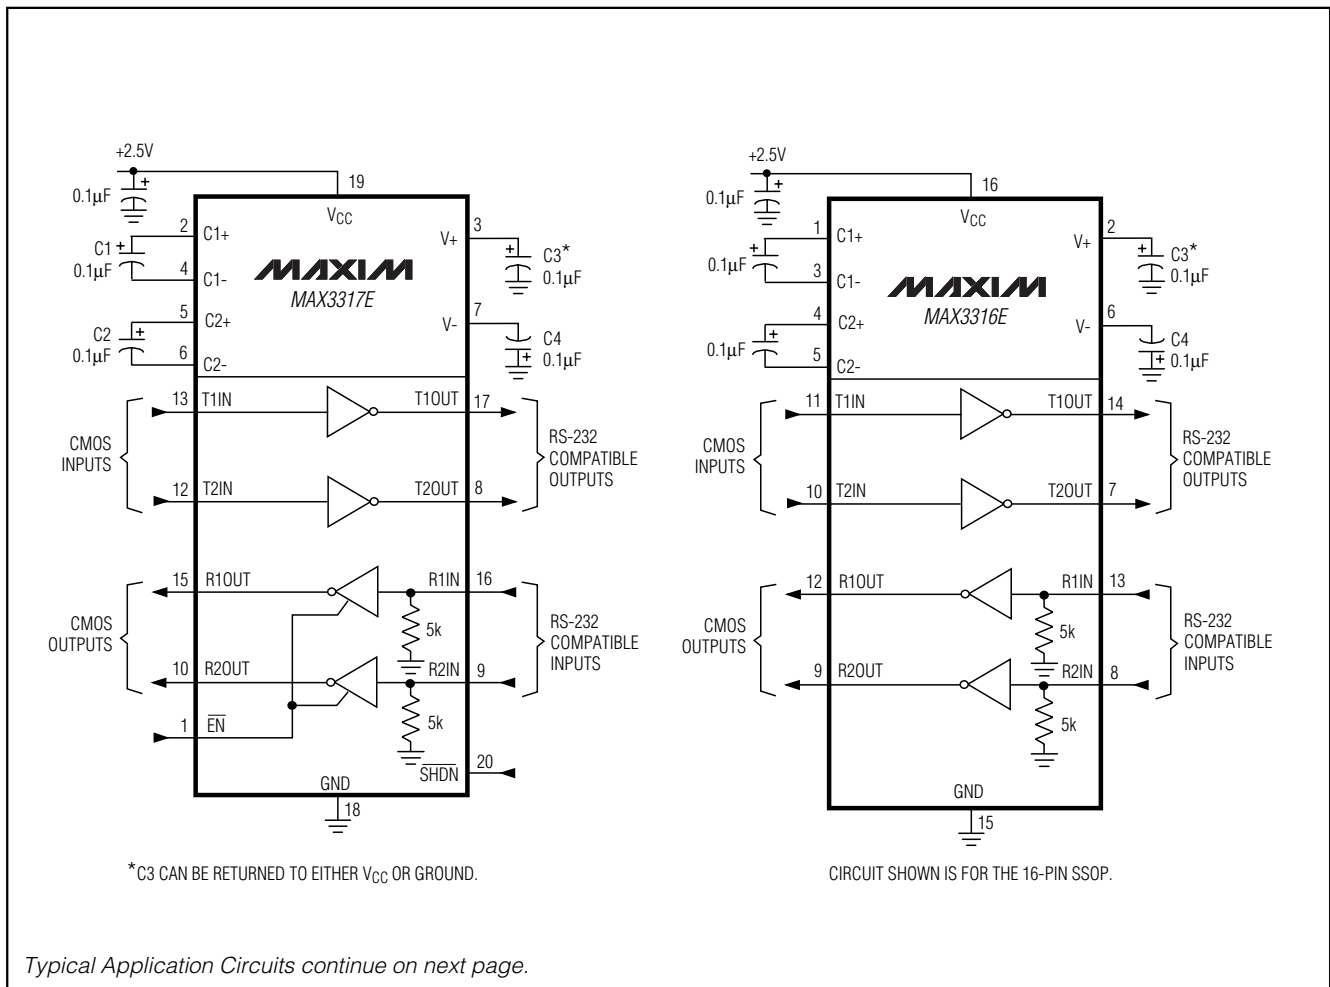 +2.5V
0.1µF
19
VCC
2
C1+
C1
0.1µF
4
C1-
5
C2+
C2
0.1µF
6
C2-
3
V+
C3*
0.1µF
7
V-
C4
0.1µF
MAXIM
MAX3317E
13
T1IN
T1OUT
17
CMOS
INPUTS
RS-232
COMPATIBLE
OUTPUTS
12
T2IN
T2OUT
8
15
R1OUT
R1IN
16
5k
CMOS
OUTPUTS
RS-232
COMPATIBLE
INPUTS
10
R2OUT
R2IN
9
5k
1
EN
SHDN
20
GND
18
*C3 CAN BE RETURNED TO EITHER VCC OR GROUND.
+2.5V
0.1µF
16
VCC
1
C1+
0.1µF
3
C1-
4
C2+
0.1µF
5
C2-
2
V+
C3*
0.1µF
6
V-
C4
0.1µF
MAXIM
MAX3316E
11
T1IN
T1OUT
14
CMOS
INPUTS
RS-232
COMPATIBLE
OUTPUTS
10
T2IN
T2OUT
7
12
R1OUT
R1IN
13
5k
CMOS
OUTPUTS
RS-232
COMPATIBLE
INPUTS
9
R2OUT
R2IN
8
5k
GND
15
CIRCUIT SHOWN IS FOR THE 16-PIN SSOP.
Typical Application Circuits continue on next page.